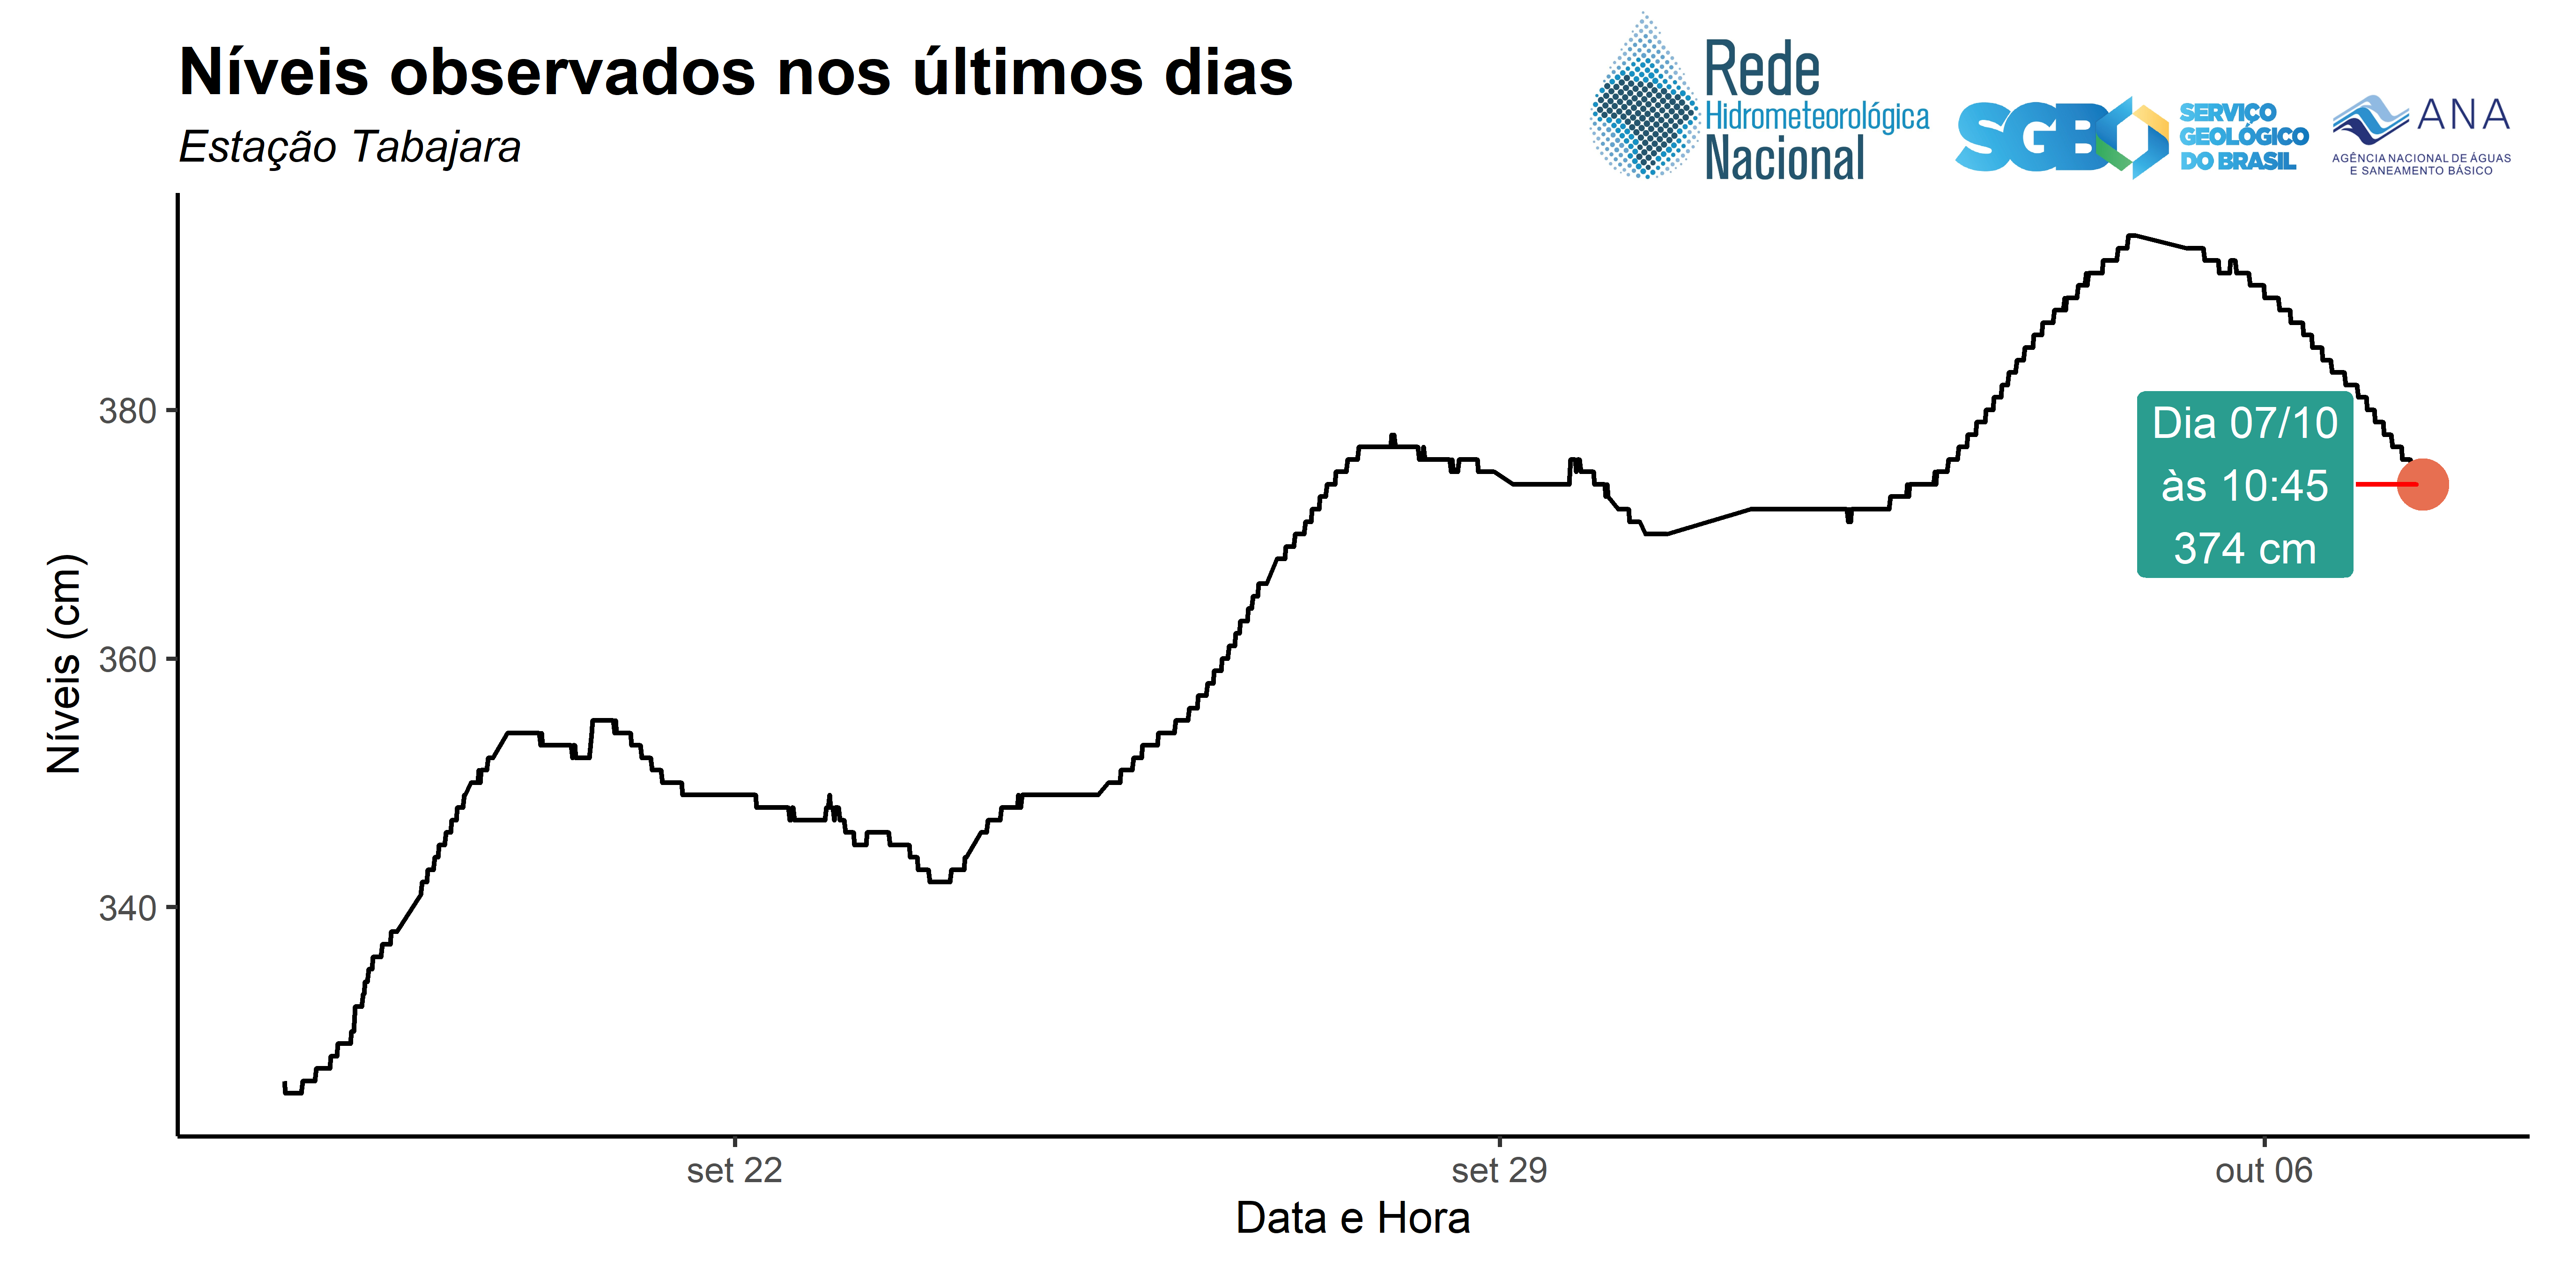 Níveis observados nos últimos dias
Estação Tabajara
Rede
Hidrometeorológica
Nacional
SGB
SERVIÇO
GEOLÓGICO
DO BRASIL
ANA
AGÊNCIA NACIONAL DE ÁGUAS
E SANEAMENTO BÁSICO
Níveis (cm)
380
360
340
Dia 07/10
às 10:45
374 cm
set 22
set 29
out 06
Data e Hora